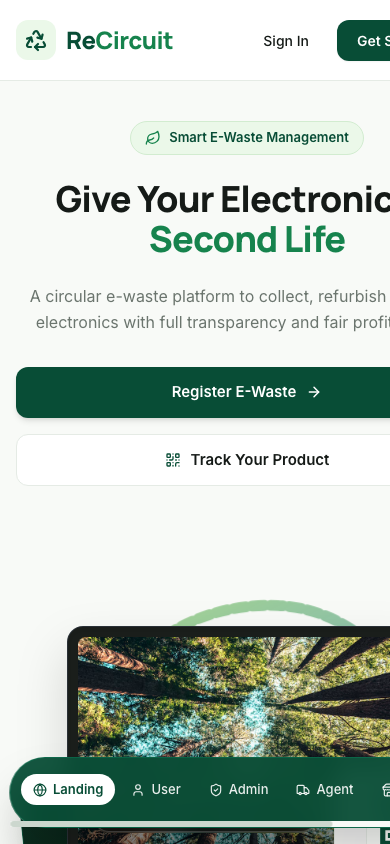 ReCircuit
Sign In
Get S
Smart E-Waste Management
Give Your Electronic
Second Life
A circular e-waste platform to collect, refurbish
electronics with full transparency and fair profit
Register E-Waste
Track Your Product
Landing
User
Admin
Agent